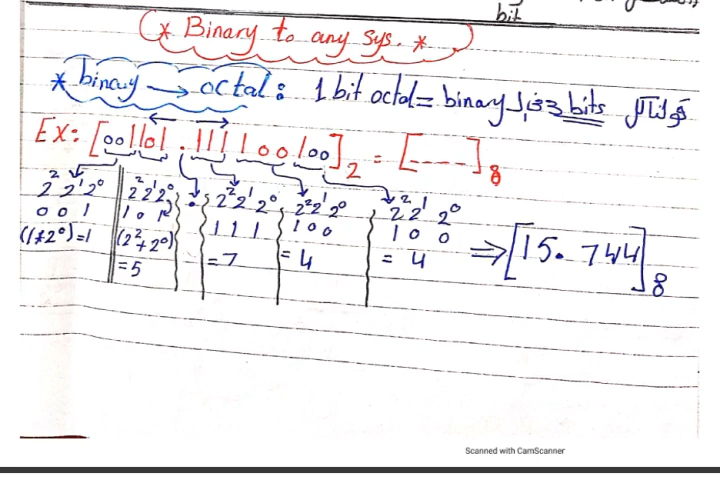 bit
* Binary to any sys. *
* binary → octal : 1 bit octal = binary 3 bits
Ex: [001101.111100100]₂ = [----]₈
2² 2¹ 2⁰ | 2² 2¹ 2⁰ | . | 2² 2¹ 2⁰ | 2² 2¹ 2⁰ | 2² 2¹ 2⁰
0 0 1 | 1 0 1 | 1 1 1 | 1 0 0 | 1 0 0
(1*2⁰)=1 | (2²+2⁰) | =7 | =4 | =4 ⇒ [15.744]₈
=5
Scanned with CamScanner